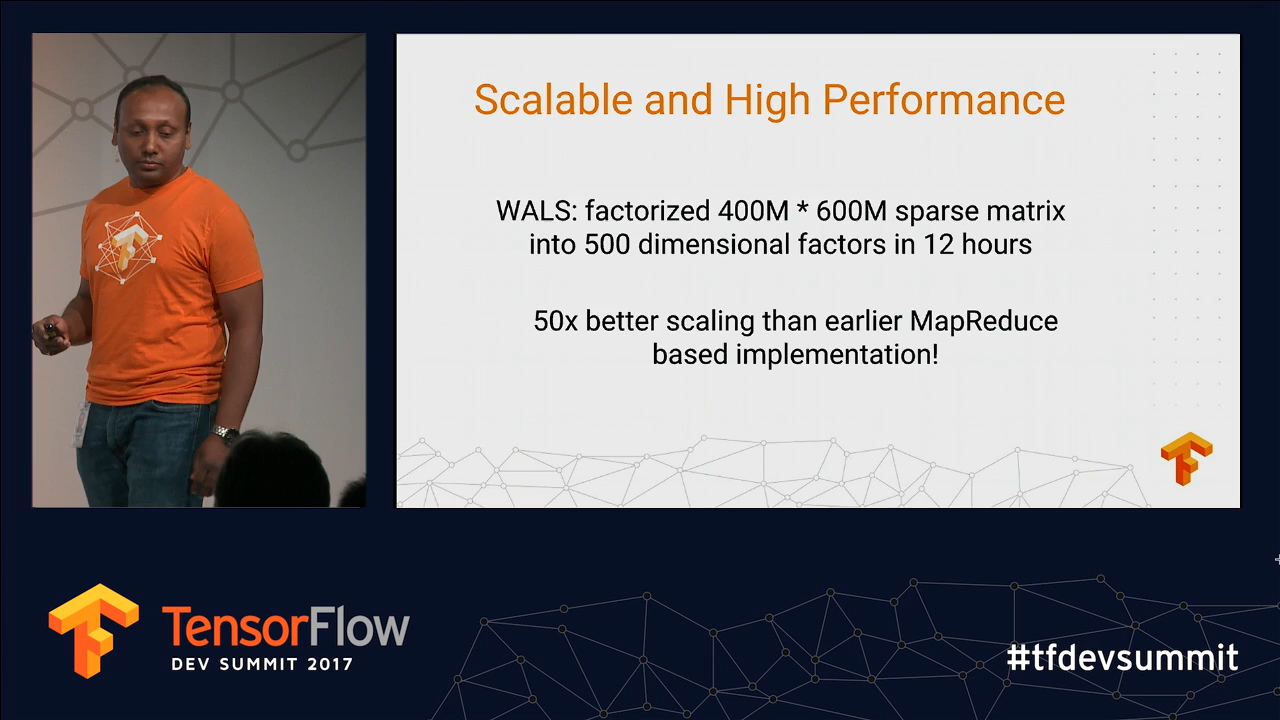 Scalable and High Performance
WALS: factorized 400M * 600M sparse matrix
into 500 dimensional factors in 12 hours
50x better scaling than earlier MapReduce
based implementation!
TensorFlow
DEV SUMMIT 2017
#tfdevsummit